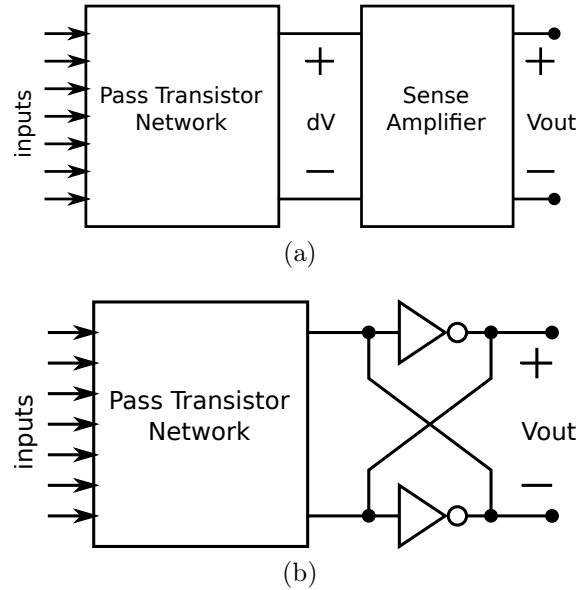 inputs
Pass Transistor
Network
+
dV
−
Sense
Amplifier
+
Vout
−
(a)
inputs
Pass Transistor
Network
+
Vout
−
(b)